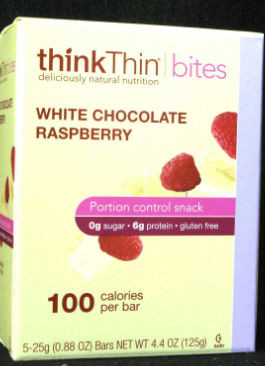 thinkThin bites
deliciously natural nutrition
WHITE CHOCOLATE
RASPBERRY
Portion control snack
0g sugar • 6g protein • gluten free
100 calories
per bar
5-25g (0.88 OZ) Bars NET WT 4.4 OZ (125g)
DAIRY